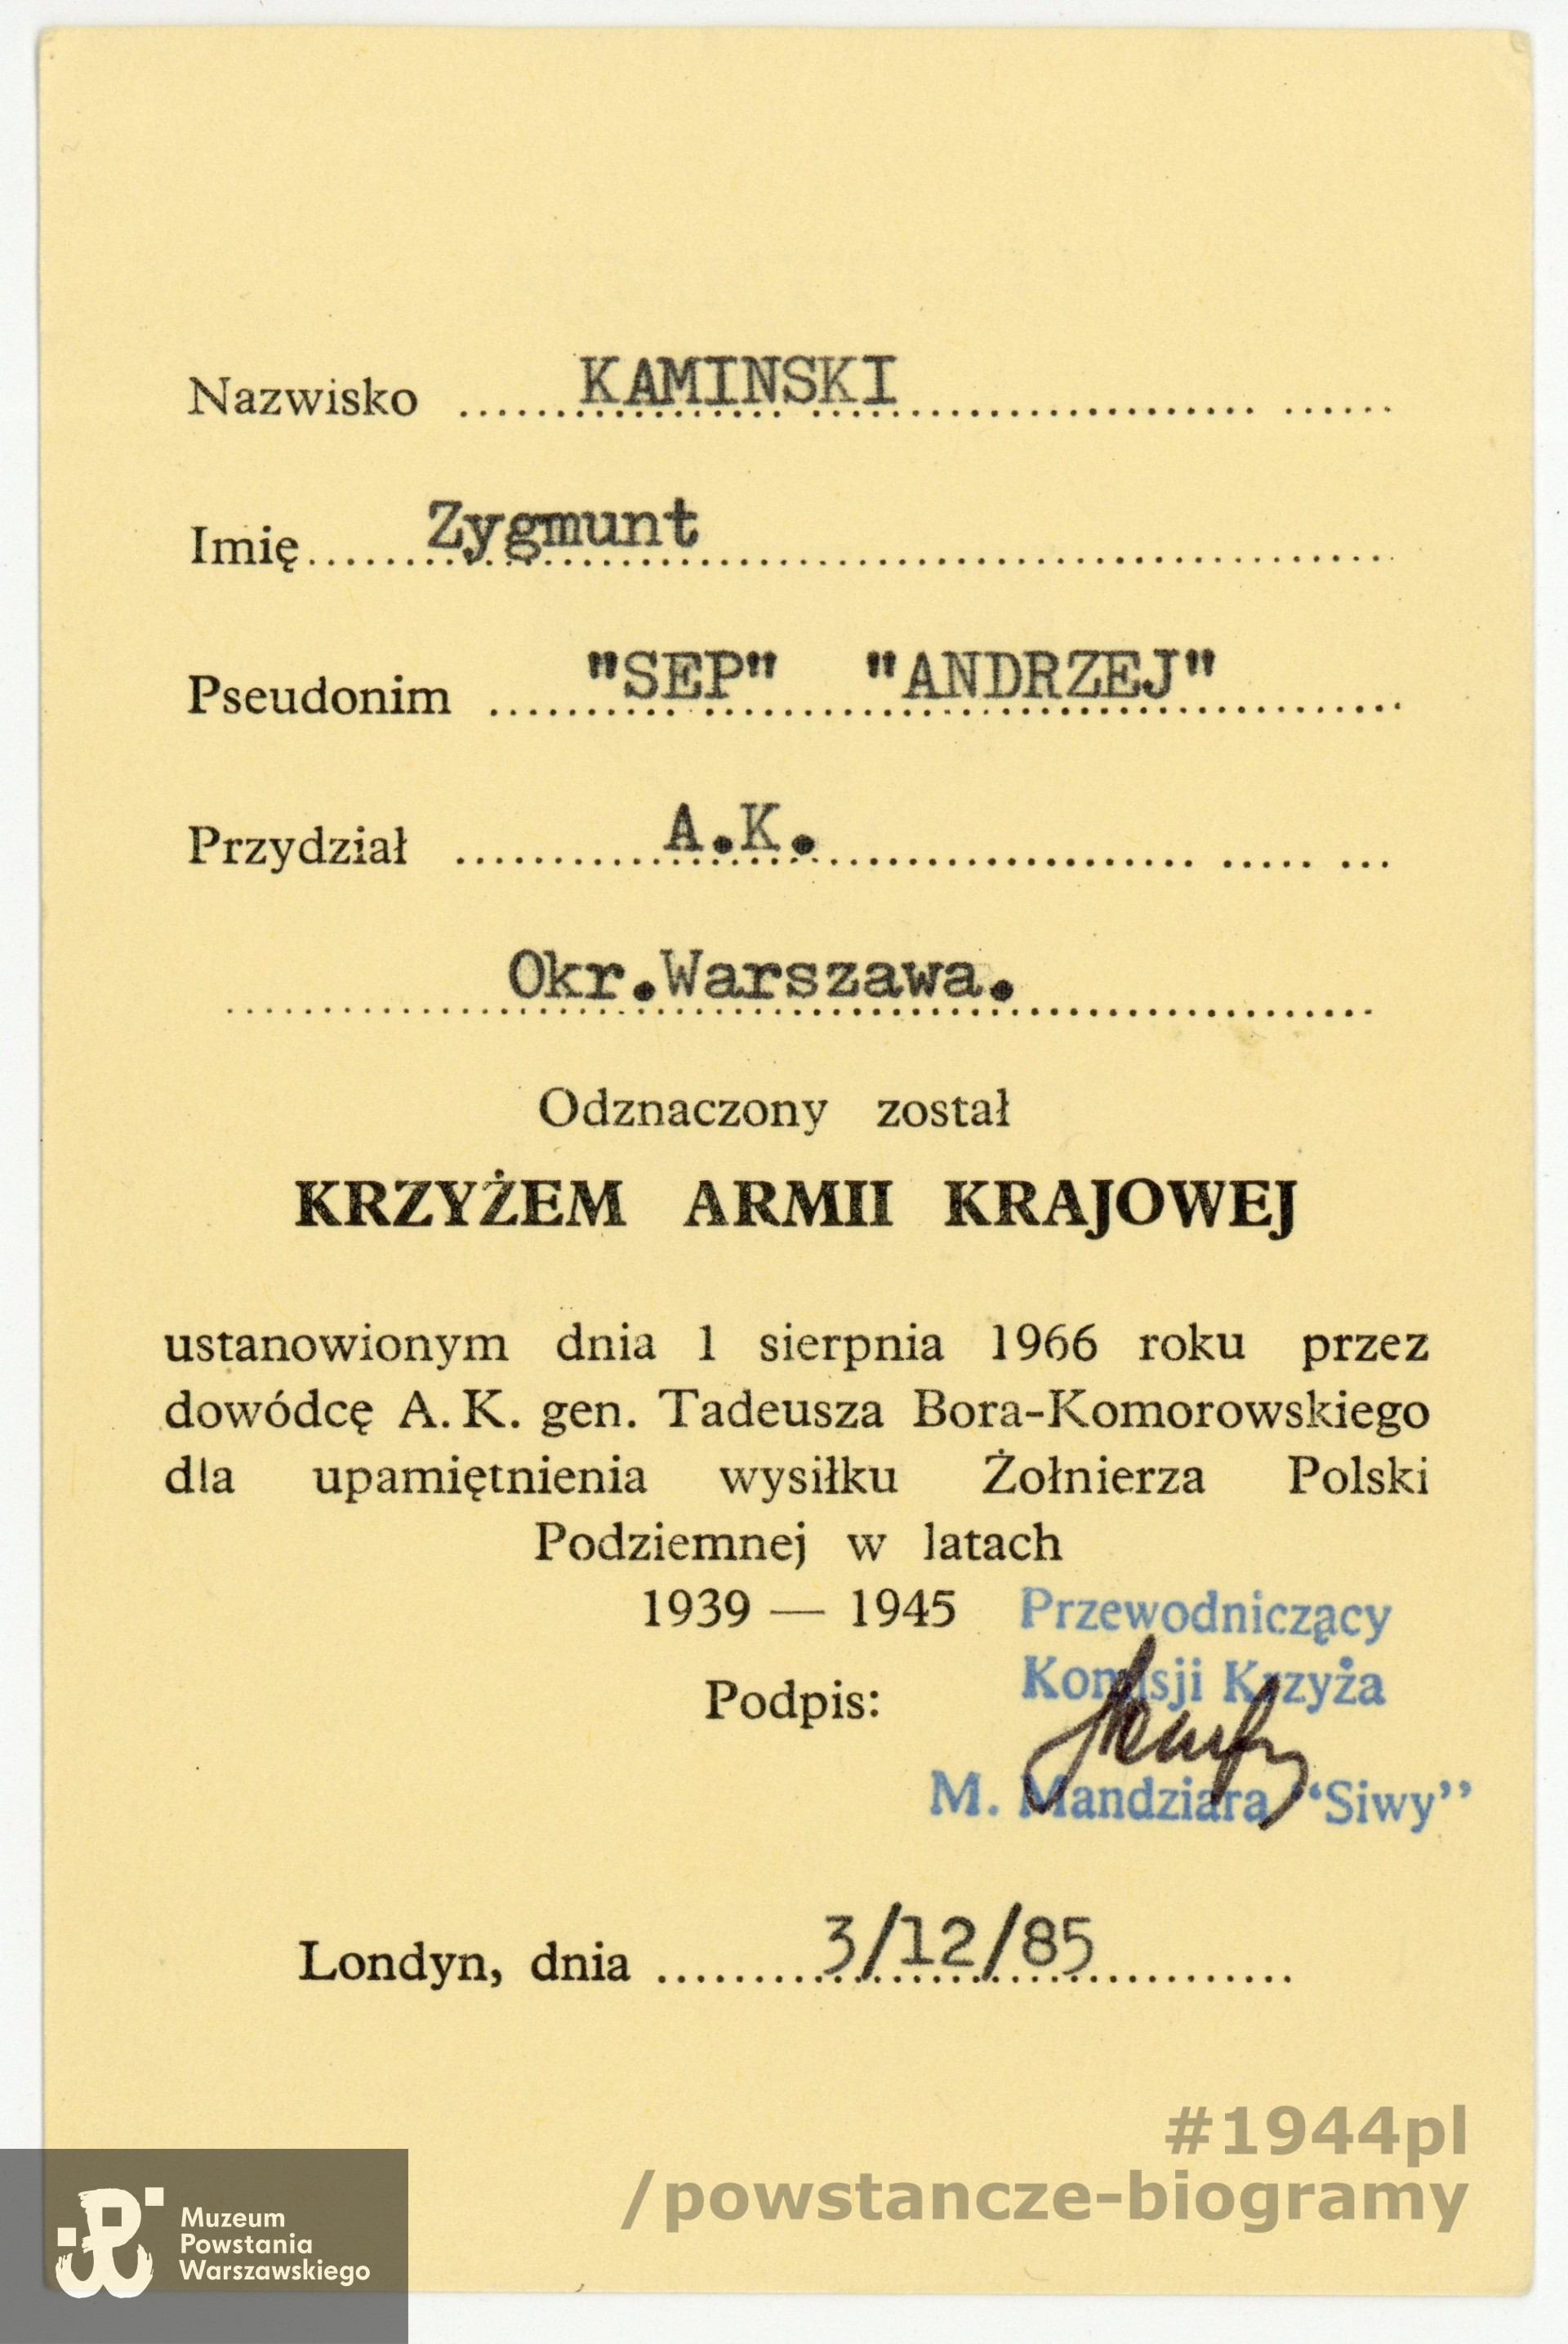 Nazwisko KAMINSKI
Imię Zygmunt
Pseudonim "SEP" "ANDRZEJ"
Przydział A.K.
Okr.Warszawa.
Odznaczony został
KRZYŻEM ARMII KRAJOWEJ
ustanowionym dnia 1 sierpnia 1966 roku przez
dowódcę A. K. gen. Tadeusza Bora-Komorowskiego
dla upamiętnienia wysiłku Żołnierza Polski
Podziemnej w latach
1939 — 1945
Przewodniczący
Komisji Krzyża
Podpis:
M. Mandziara "Siwy"
Londyn, dnia 3/12/85
#1944pl
/powstancze-biogramy
Muzeum
Powstania
Warszawskiego